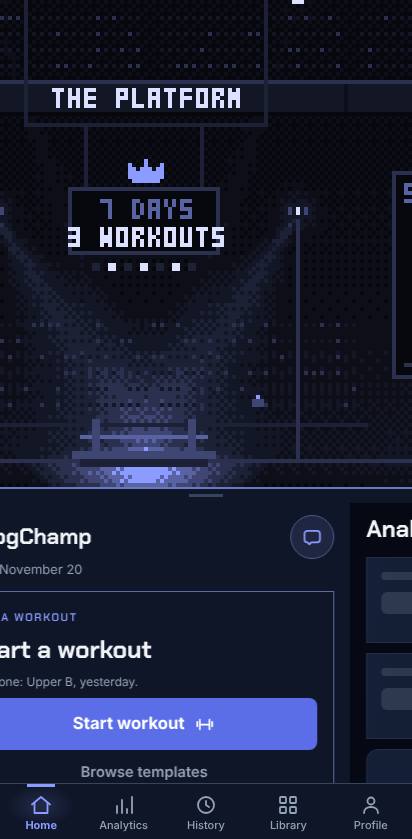 THE PLATFORM
7 DAYS
3 WORKOUTS
S
ogChamp
Anal
November 20
A WORKOUT
art a workout
one: Upper B, yesterday.
Start workout
Browse templates
Home
Analytics
History
Library
Profile